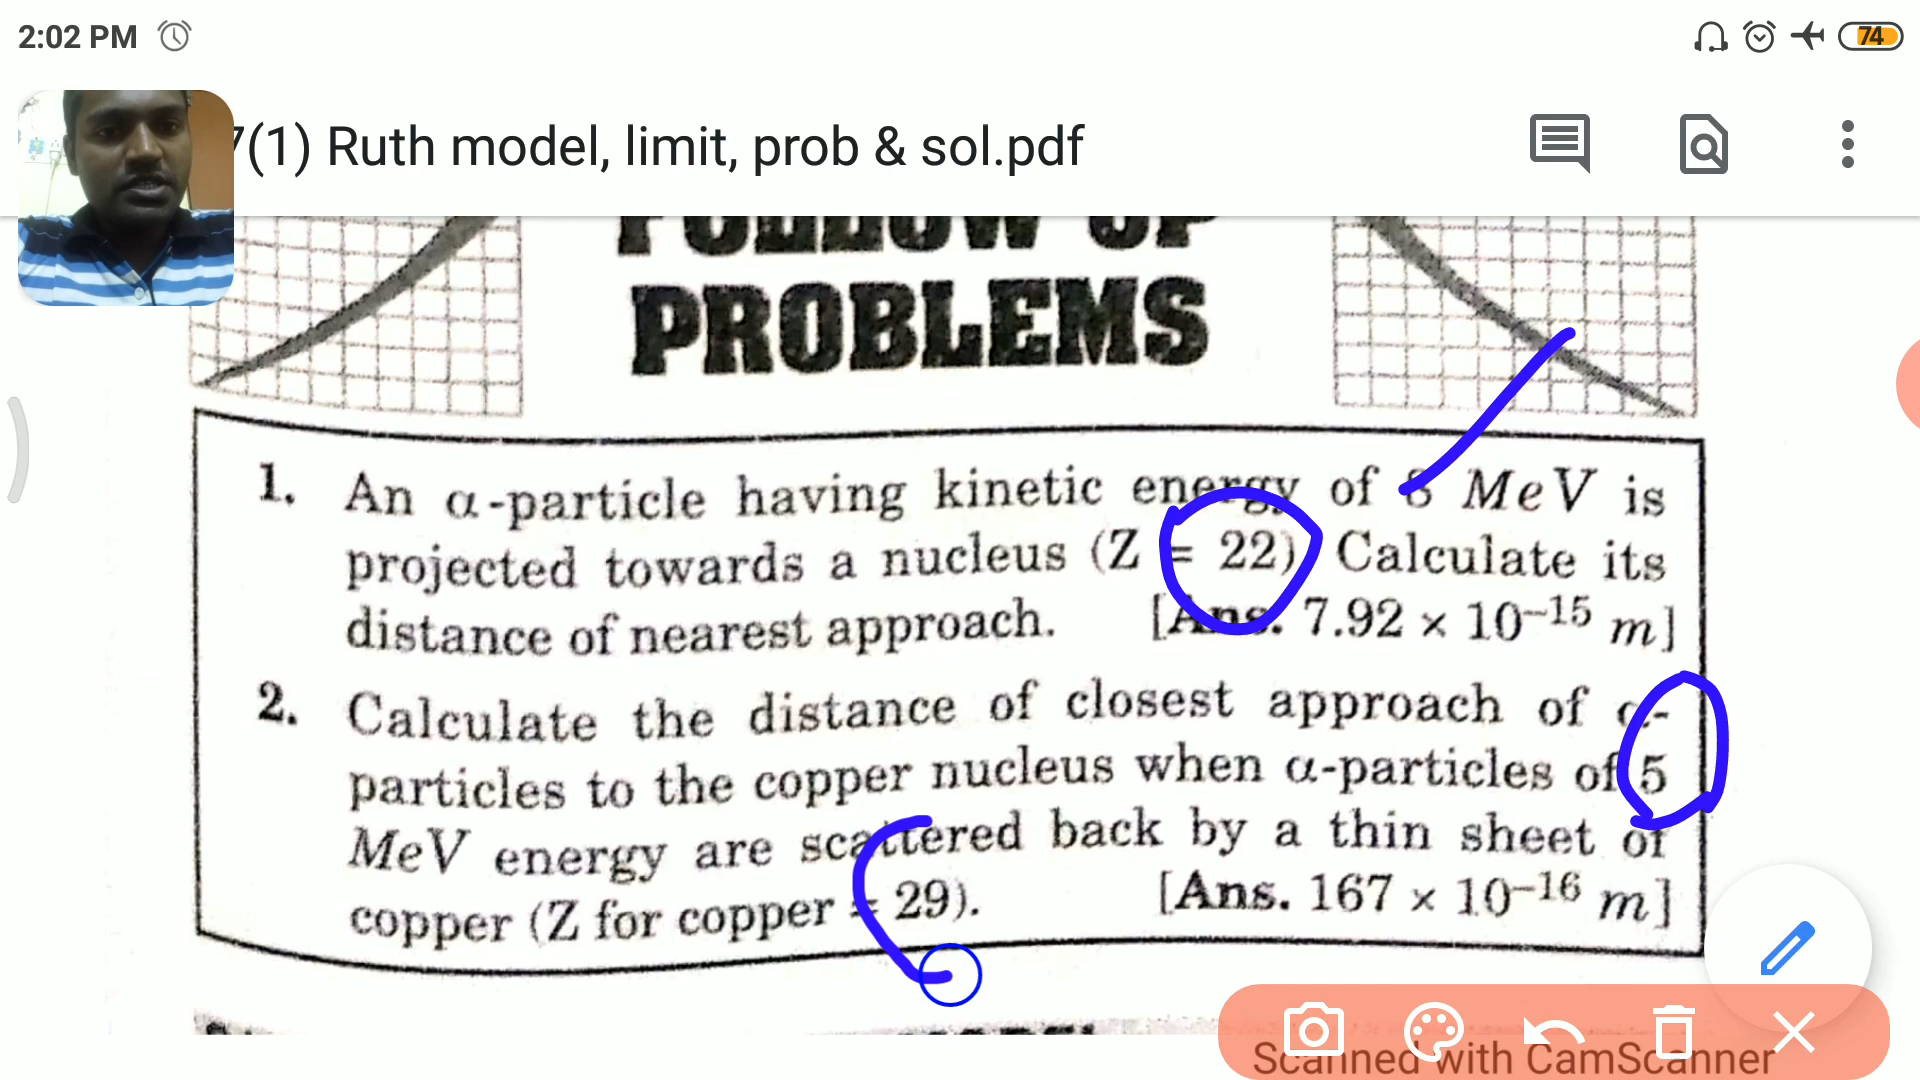 2:02 PM
74
7(1) Ruth model, limit, prob & sol.pdf
FOLLOW UP
PROBLEMS
1. An α-particle having kinetic energy of 8 MeV is
projected towards a nucleus (Z = 22) Calculate its
distance of nearest approach. [Ans. 7.92 × 10⁻¹⁵ m]
2. Calculate the distance of closest approach of α-
particles to the copper nucleus when α-particles of 5
MeV energy are scattered back by a thin sheet of
copper (Z for copper = 29). [Ans. 167 × 10⁻¹⁶ m]
Scanned with CamScanner